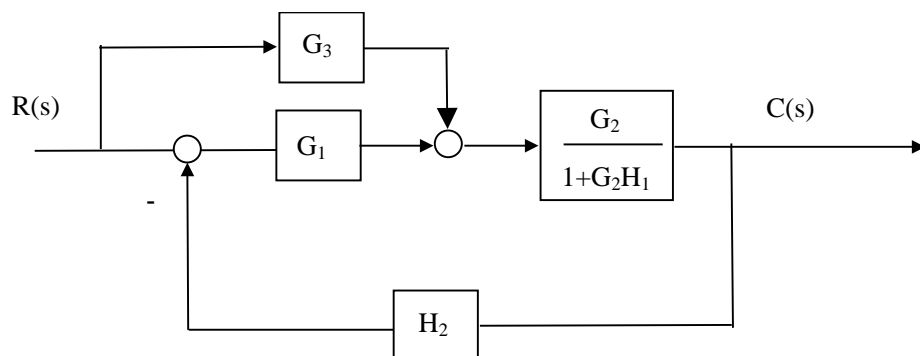 G₃
R(s)
C(s)
G₁
G₂
1+G₂H₁
-
H₂